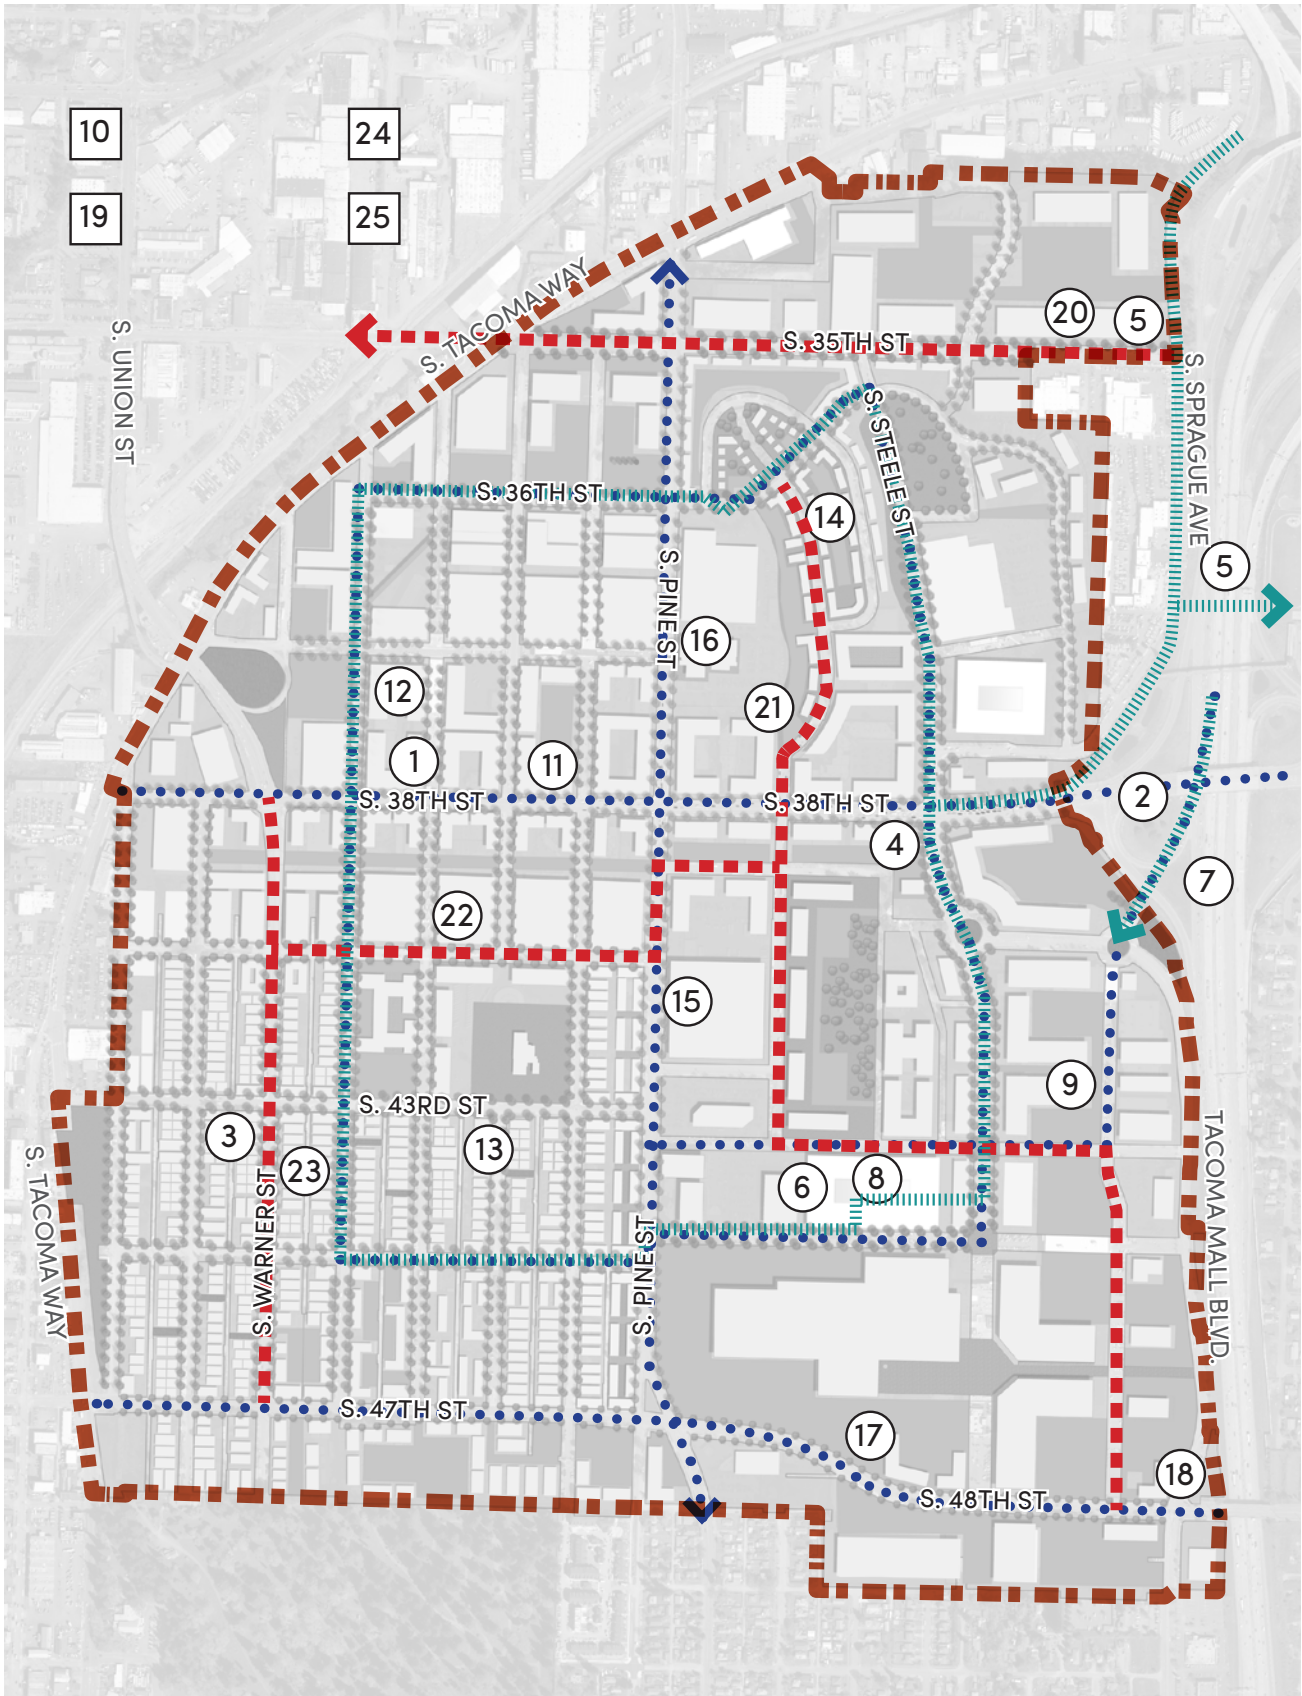 10
24
19
25
S. TACOMA WAY
S. UNION ST
20
5
S. 35TH ST
S. SPRAGUE AVE
S. STEELE ST
S. 36TH ST
14
5
S. PINE ST
16
12
21
1
11
2
S. 38TH ST
S. 38TH ST
4
7
22
15
9
S. 43RD ST
3
13
23
6
8
S. TACOMA WAY
S. WARNER ST
S. PINE ST
TACOMA MALL BLVD.
S. 47TH ST
17
18
S. 48TH ST